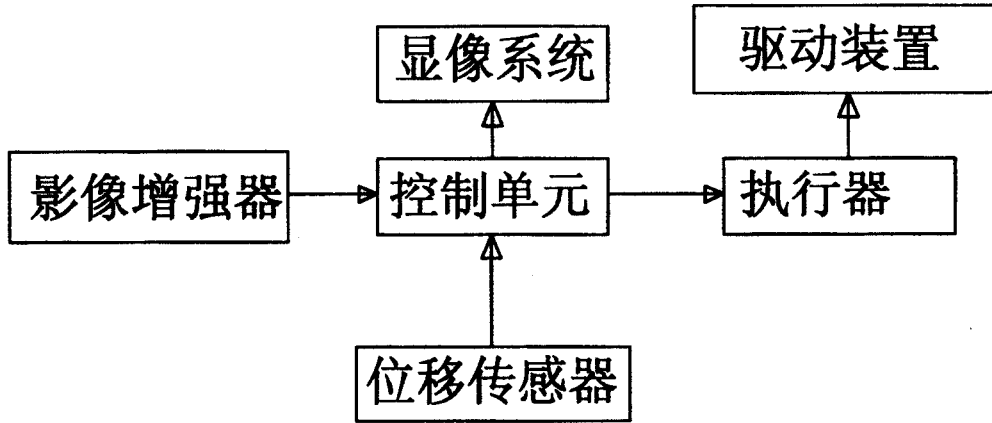 显像系统
驱动装置
影像增强器
控制单元
执行器
位移传感器